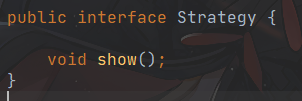 public interface Strategy {
    void show();
}